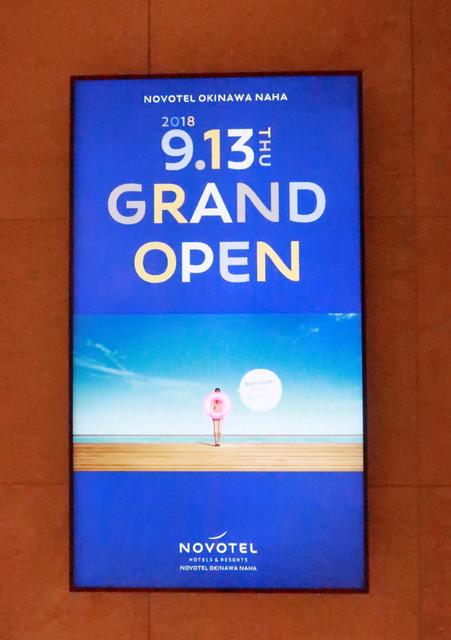 NOVOTEL OKINAWA NAHA
2018
9.13 THU
GRAND
OPEN
NOVOTEL
HOTELS & RESORTS
NOVOTEL OKINAWA NAHA